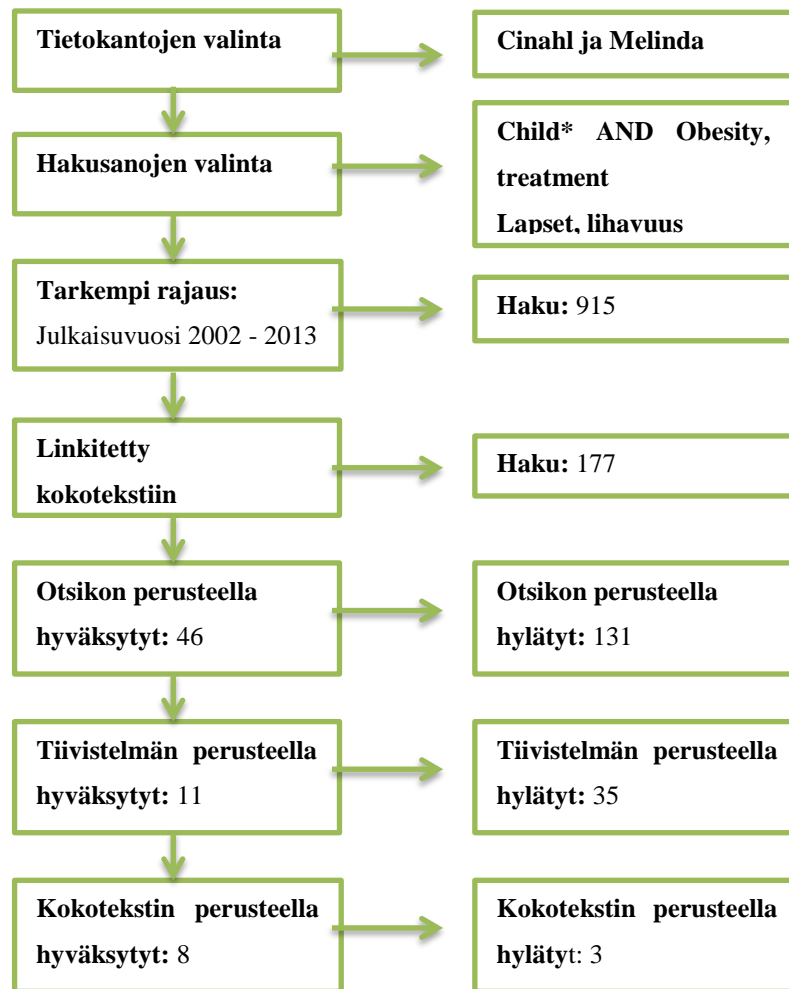 Tietokantojen valinta
Cinahl ja Melinda
Hakusanojen valinta
Child* AND Obesity,
treatment
Lapset, lihavuus
Tarkempi rajaus:
Julkaisuvuosi 2002 - 2013
Haku: 915
Linkitetty
kokotekstiin
Haku: 177
Otsikon perusteella
hyväksytyt: 46
Otsikon perusteella
hylätyt: 131
Tiivistelmän perusteella
hyväksytyt: 11
Tiivistelmän perusteella
hylätyt: 35
Kokotekstin perusteella
hyväksytyt: 8
Kokotekstin perusteella
hylätyt: 3